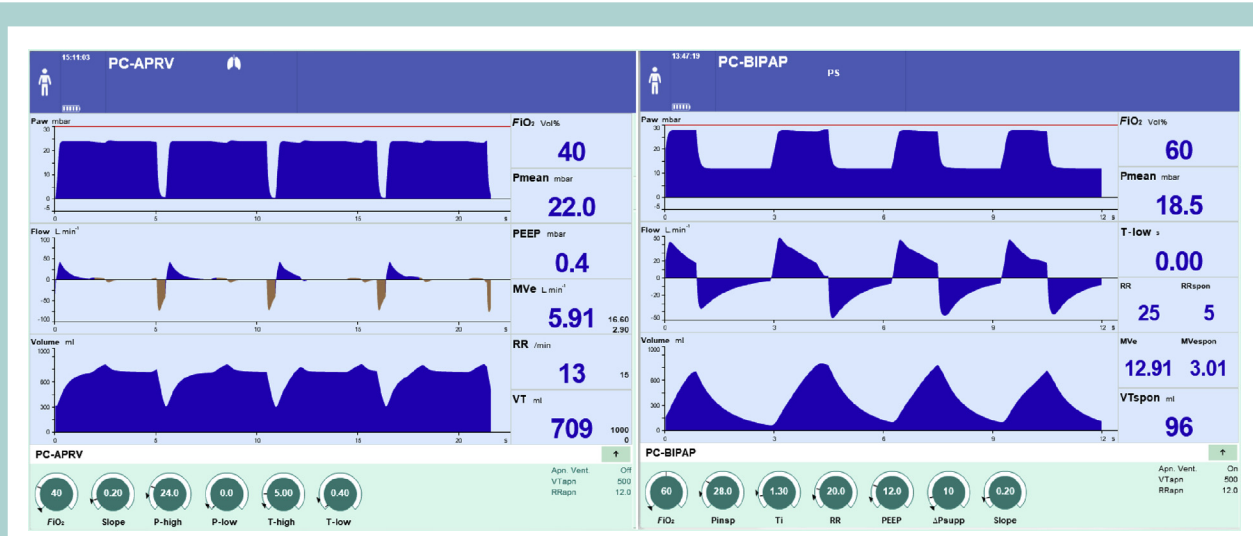 15:11:03 PC-APRV
Paw mbar
30
20
10
0
-5
0 5 10 15 20 s
Flow L min⁻¹
100
50
0
-50
-100
0 5 10 15 20 s
Volume ml
1000
600
300
0
0 5 10 15 20 s
FiO₂ Vol%
40
Pmean mbar
22.0
PEEP mbar
0.4
MVe L min⁻¹
5.91 16.60
2.90
RR /min
13 15
VT ml
709 1000
0
PC-APRV
Apn. Vent. Off
VTapn 500
RRapn 12.0
40 0.20 24.0 0.0 5.00 0.40
FiO₂ Slope P-high P-low T-high T-low
13:47:19 PC-BIPAP
PS
Paw mbar
30
20
10
0
-5
0 3 6 9 12 s
Flow L min⁻¹
20
0
-20
0 3 6 9 12 s
Volume ml
1000
0
0 3 6 9 12 s
FiO₂ Vol%
60
Pmean mbar
18.5
T-low s
0.00
RR RRspon
25 5
MVe MVespon
12.91 3.01
VTspon ml
96
PC-BIPAP
Apn. Vent. On
VTapn 500
RRapn 12.0
60 28.0 1.30 20.0 12.0 10 0.20
FiO₂ Pinsp Ti RR PEEP ΔPsupp Slope